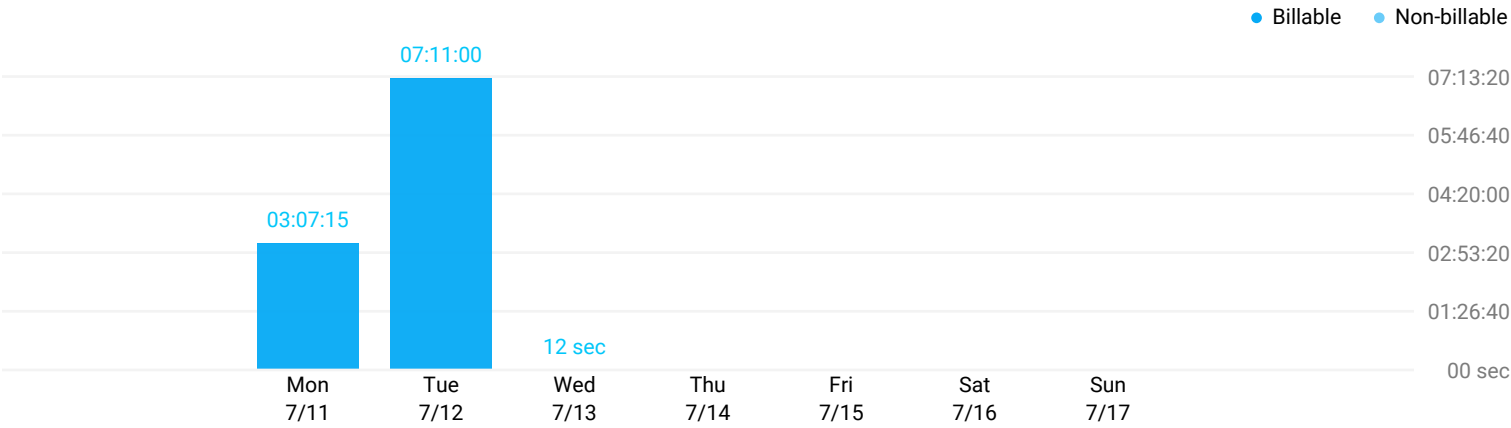 Billable Non-billable
07:11:00
07:13:20
05:46:40
04:20:00
03:07:15
02:53:20
01:26:40
12 sec
00 sec
Mon Tue Wed Thu Fri Sat Sun
7/11 7/12 7/13 7/14 7/15 7/16 7/17